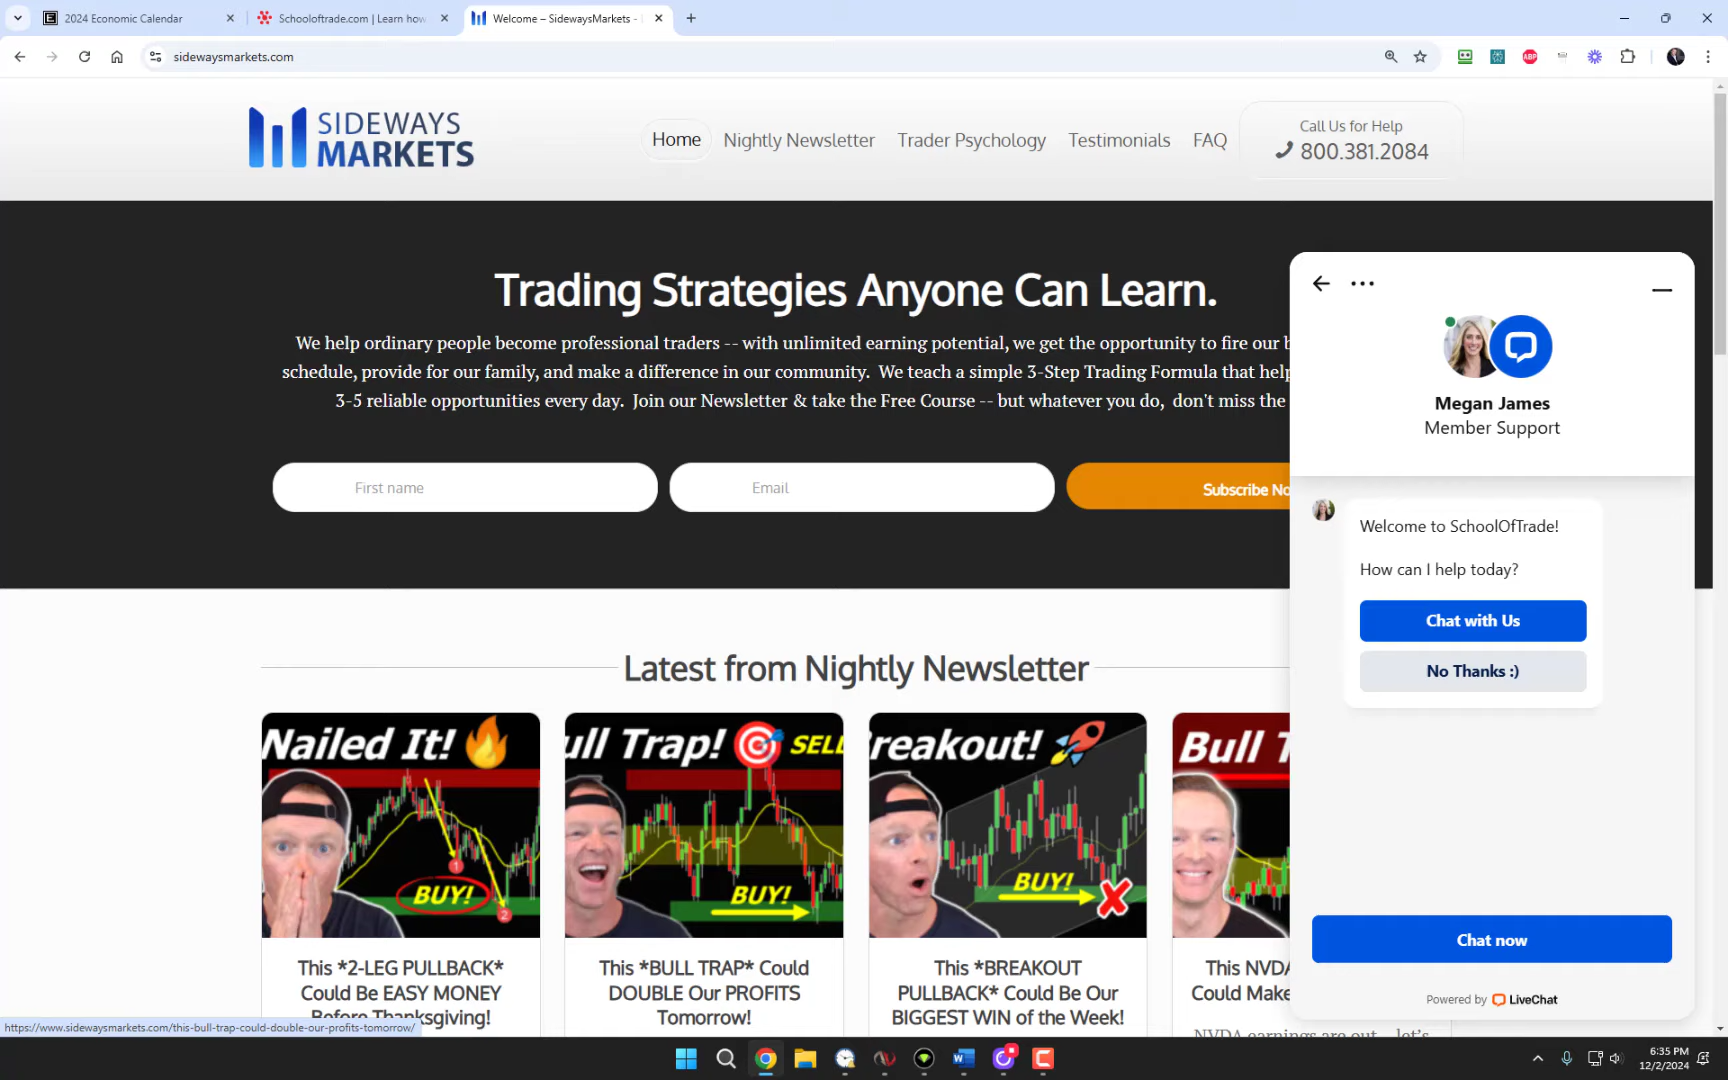 2024 Economic Calendar
Schooloftrade.com | Learn how
Welcome – SidewaysMarkets -
sidewaysmarkets.com
ABP
SIDEWAYS
MARKETS
Home
Nightly Newsletter
Trader Psychology
Testimonials
FAQ
Call Us for Help
800.381.2084
Trading Strategies Anyone Can Learn.
We help ordinary people become professional traders -- with unlimited earning potential, we get the opportunity to fire our
schedule, provide for our family, and make a difference in our community. We teach a simple 3-Step Trading Formula that
3-5 reliable opportunities every day. Join our Newsletter & take the Free Course -- but whatever you do, don't miss the
First name
Email
Subscribe
Megan James
Member Support
Welcome to SchoolOfTrade!
How can I help today?
Chat with Us
No Thanks :)
Chat now
Powered by LiveChat
Latest from Nightly Newsletter
Nailed It!
BUY!
1
2
This *2-LEG PULLBACK*
Could Be EASY MONEY
Before Thanksgiving!
Bull Trap! SELL
BUY!
This *BULL TRAP* Could
DOUBLE Our PROFITS
Tomorrow!
Breakout!
BUY!
This *BREAKOUT
PULLBACK* Could Be Our
BIGGEST WIN of the Week!
Bull
This NVDA
Could Make
NVDA earnings are out let's
https://www.sidewaysmarkets.com/this-bull-trap-could-double-our-profits-tomorrow/
6:35 PM
12/2/2024